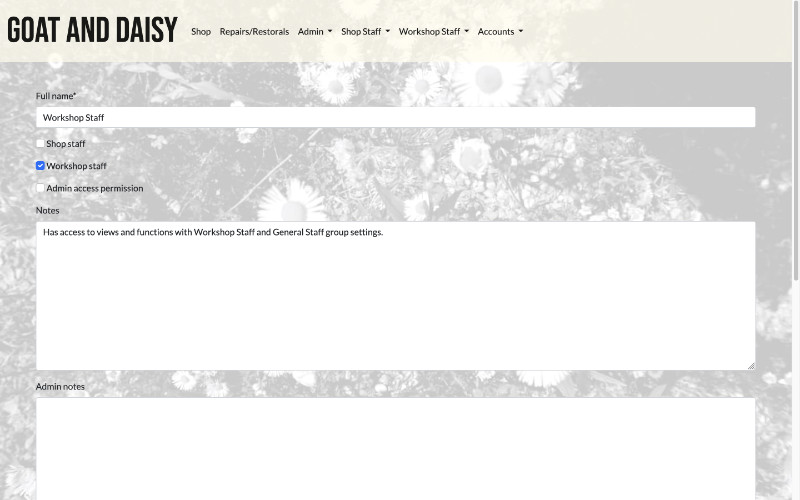 GOAT AND DAISY
Shop Repairs/Restorals Admin Shop Staff Workshop Staff Accounts
Full name*
Workshop Staff
Shop staff
Workshop staff
Admin access permission
Notes
Has access to views and functions with Workshop Staff and General Staff group settings.
Admin notes